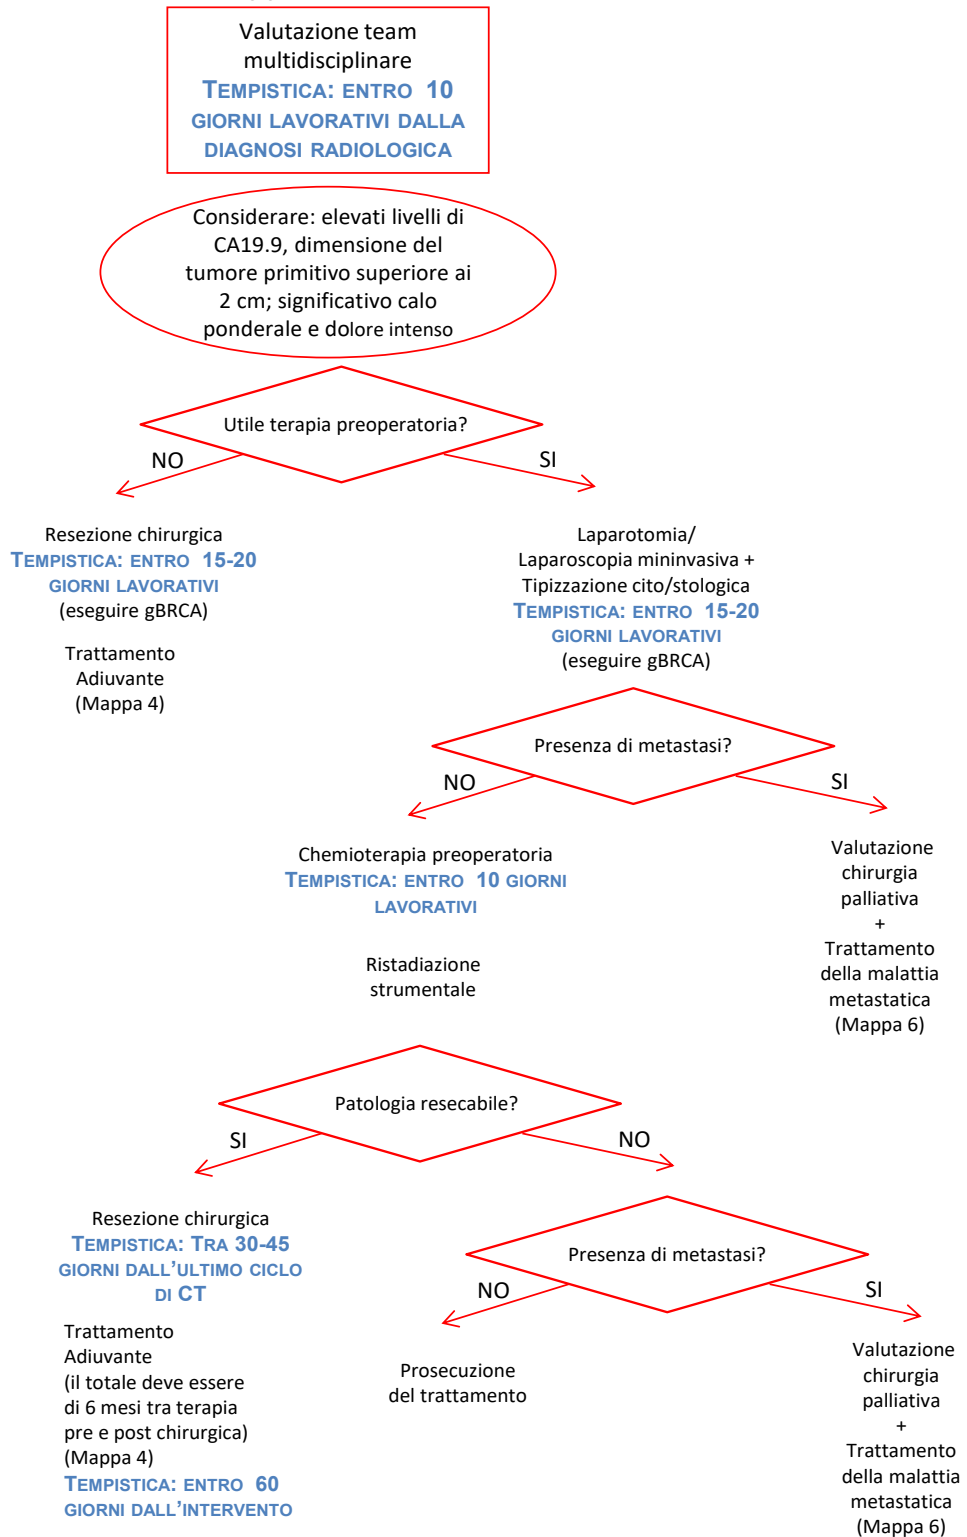 Valutazione team
multidisciplinare
TEMPISTICA: ENTRO 10
GIORNI LAVORATIVI DALLA
DIAGNOSI RADIOLOGICA
Considerare: elevati livelli di
CA19.9, dimensione del
tumore primitivo superiore ai
2 cm; significativo calo
ponderale e dolore intenso
Utile terapia preoperatoria?
NO
SI
Resezione chirurgica
TEMPISTICA: ENTRO 15-20
GIORNI LAVORATIVI
(eseguire gBRCA)
Trattamento
Adiuvante
(Mappa 4)
Laparotomia/
Laparoscopia mininvasiva +
Tipizzazione cito/stologica
TEMPISTICA: ENTRO 15-20
GIORNI LAVORATIVI
(eseguire gBRCA)
Presenza di metastasi?
NO
SI
Chemioterapia preoperatoria
TEMPISTICA: ENTRO 10 GIORNI
LAVORATIVI
Ristadiazione
strumentale
Valutazione
chirurgia
palliativa
+
Trattamento
della malattia
metastatica
(Mappa 6)
Patologia resecabile?
SI
NO
Resezione chirurgica
TEMPISTICA: TRA 30-45
GIORNI DALL'ULTIMO CICLO
DI CT
Trattamento
Adiuvante
(il totale deve essere
di 6 mesi tra terapia
pre e post chirurgica)
(Mappa 4)
TEMPISTICA: ENTRO 60
GIORNI DALL'INTERVENTO
Presenza di metastasi?
NO
SI
Prosecuzione
del trattamento
Valutazione
chirurgia
palliativa
+
Trattamento
della malattia
metastatica
(Mappa 6)